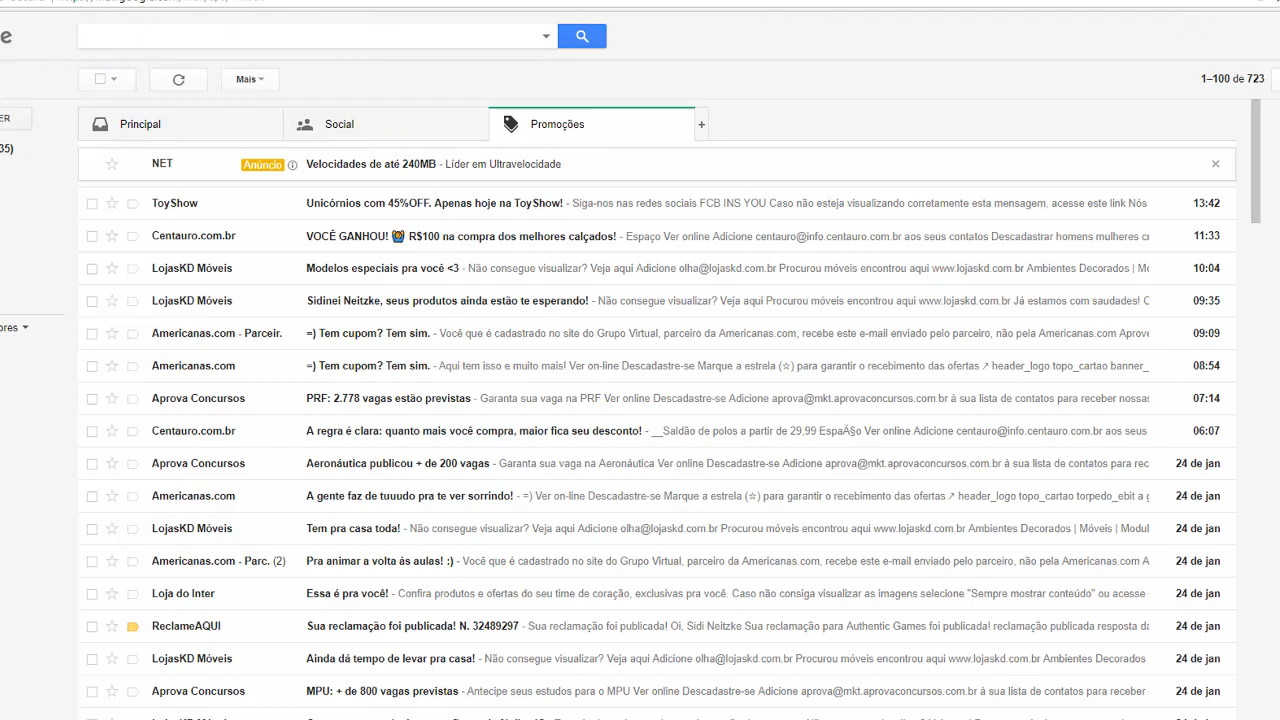 e
Mais
1–100 de 723
ER
Principal
Social
Promoções
+
35)
NET Anúncio Velocidades de até 240MB - Líder em Ultravelocidade
ToyShow Unicórnios com 45%OFF. Apenas hoje na ToyShow! - Siga-nos nas redes sociais FCB INS YOU Caso não esteja visualizando corretamente esta mensagem, acesse este link Nós 13:42
Centauro.com.br VOCÊ GANHOU! R$100 na compra dos melhores calçados! - Espaço Ver online Adicione centauro@info.centauro.com.br aos seus contatos Descadastrar homens mulheres 11:33
LojasKD Móveis Modelos especiais pra você <3 - Não consegue visualizar? Veja aqui Adicione olha@lojaskd.com.br Procurou móveis encontrou aqui www.lojaskd.com.br Ambientes Decorados | Mó 10:04
LojasKD Móveis Sidinei Neitzke, seus produtos ainda estão te esperando! - Não consegue visualizar? Veja aqui Procurou móveis encontrou aqui www.lojaskd.com.br Já estamos com saudades! C 09:35
ores
Americanas.com - Parceir. =) Tem cupom? Tem sim. - Você que é cadastrado no site do Grupo Virtual, parceiro da Americanas.com, recebe este e-mail enviado pelo parceiro, não pela Americanas.com Aprove 09:09
Americanas.com =) Tem cupom? Tem sim. - Aqui tem isso e muito mais! Ver on-line Descadastre-se Marque a estrela (☆) para garantir o recebimento das ofertas ↗ header_logo topo_cartao banner_ 08:54
Aprova Concursos PRF: 2.778 vagas estão previstas - Garanta sua vaga na PRF Ver online Descadastre-se Adicione aprova@mkt.aprovaconcursos.com.br à sua lista de contatos para receber nossas 07:14
Centauro.com.br A regra é clara: quanto mais você compra, maior fica seu desconto! - __Saldão de polos a partir de 29,99 EspaÃ§o Ver online Adicione centauro@info.centauro.com.br aos seus 06:07
Aprova Concursos Aeronáutica publicou + de 200 vagas - Garanta sua vaga na Aeronáutica Ver online Descadastre-se Adicione aprova@mkt.aprovaconcursos.com.br à sua lista de contatos para rec 24 de jan
Americanas.com A gente faz de tuuudo pra te ver sorrindo! - =) Ver on-line Descadastre-se Marque a estrela (☆) para garantir o recebimento das ofertas ↗ header_logo topo_cartao torpedo_ebit a g 24 de jan
LojasKD Móveis Tem pra casa toda! - Não consegue visualizar? Veja aqui Adicione olha@lojaskd.com.br Procurou móveis encontrou aqui www.lojaskd.com.br Ambientes Decorados | Móveis | Modul 24 de jan
Americanas.com - Parc. (2) Pra animar a volta às aulas! :) - Você que é cadastrado no site do Grupo Virtual, parceiro da Americanas.com, recebe este e-mail enviado pelo parceiro, não pela Americanas.com A 24 de jan
Loja do Inter Essa é pra você! - Confira produtos e ofertas do seu time de coração, exclusivas pra você. Caso não consiga visualizar as imagens selecione "Sempre mostrar conteúdo" ou acesse 24 de jan
ReclameAQUI Sua reclamação foi publicada! N. 32489297 - Sua reclamação foi publicada! Oi, Sidi Neitzke Sua reclamação para Authentic Games foi publicada! reclamação publicada resposta da 24 de jan
LojasKD Móveis Ainda dá tempo de levar pra casa! - Não consegue visualizar? Veja aqui Adicione olha@lojaskd.com.br Procurou móveis encontrou aqui www.lojaskd.com.br Ambientes Decorados 24 de jan
Aprova Concursos MPU: + de 800 vagas previstas - Antecipe seus estudos para o MPU Ver online Descadastre-se Adicione aprova@mkt.aprovaconcursos.com.br à sua lista de contatos para receber 24 de jan